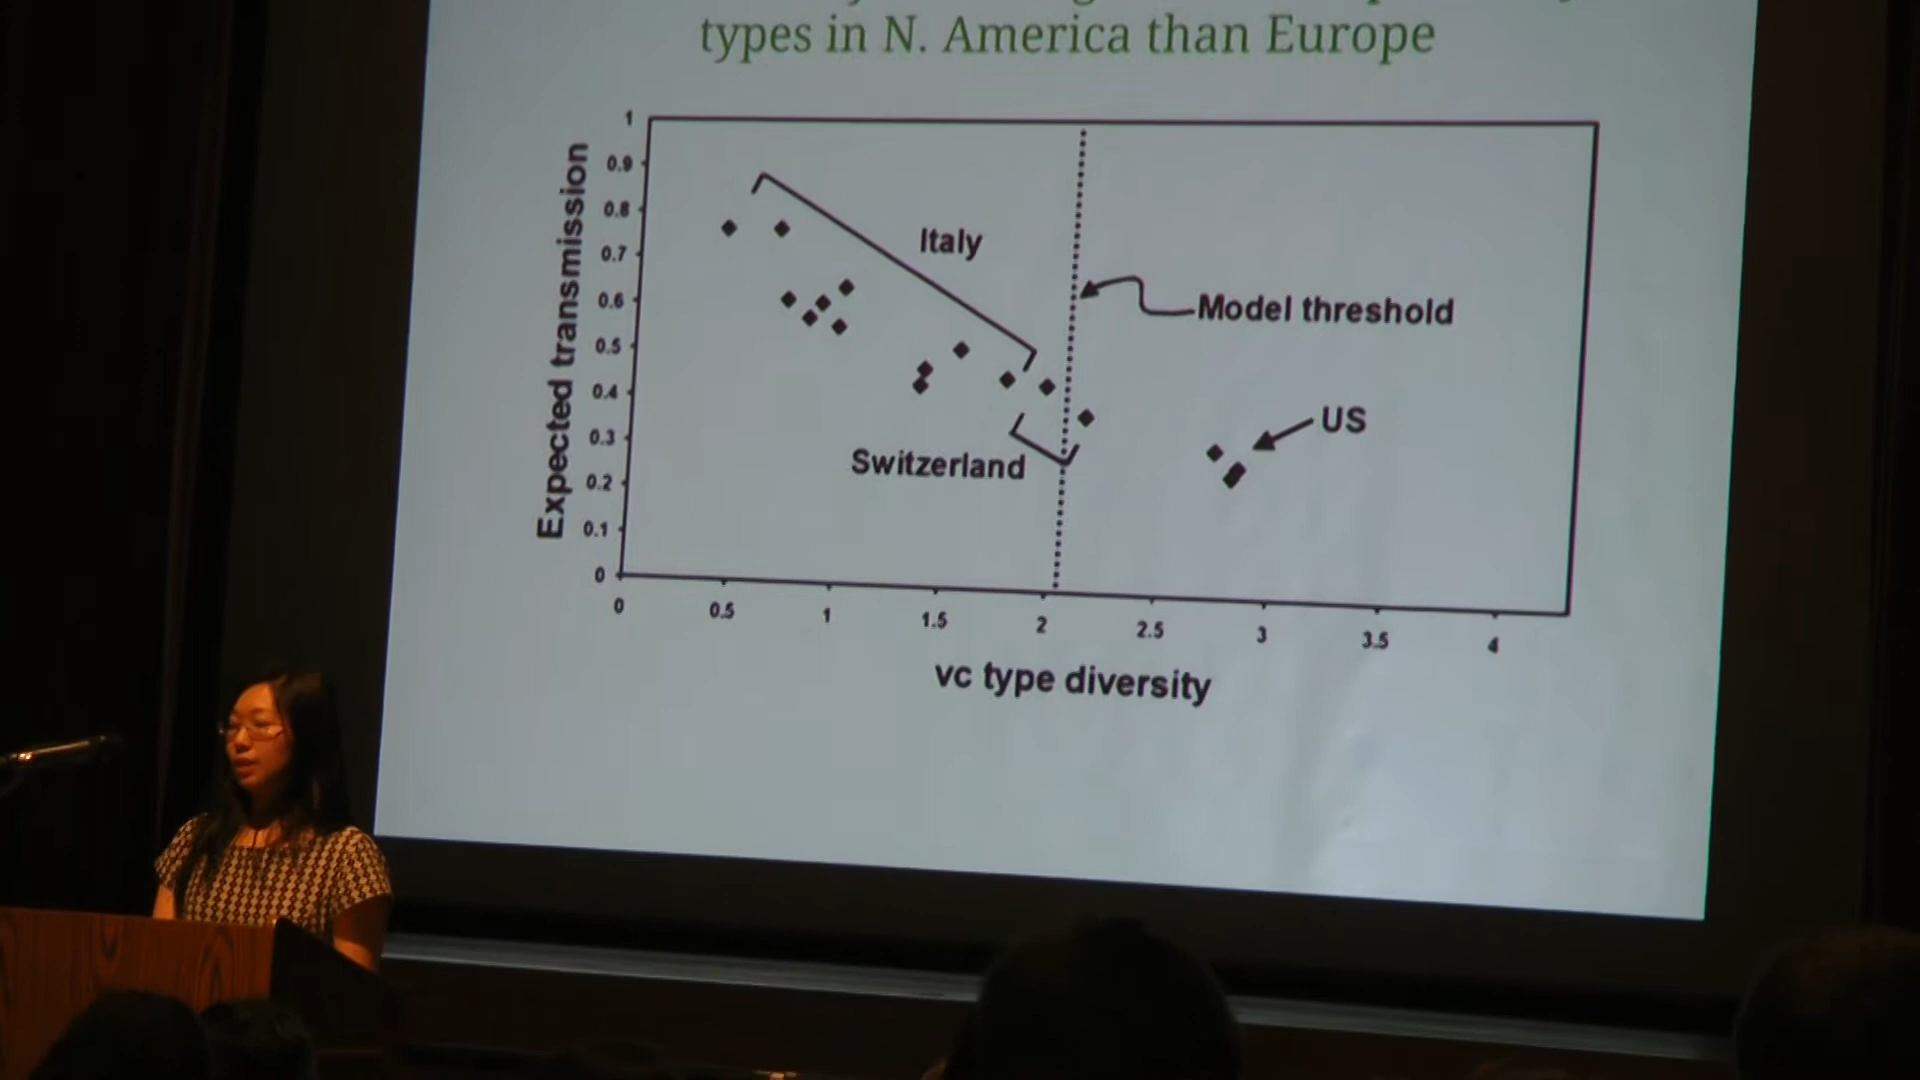 types in N. America than Europe
1
0.9
0.8
0.7
0.6
0.5
0.4
0.3
0.2
0.1
0
Expected transmission
Italy
Model threshold
US
Switzerland
0 0.5 1 1.5 2 2.5 3 3.5 4
vc type diversity